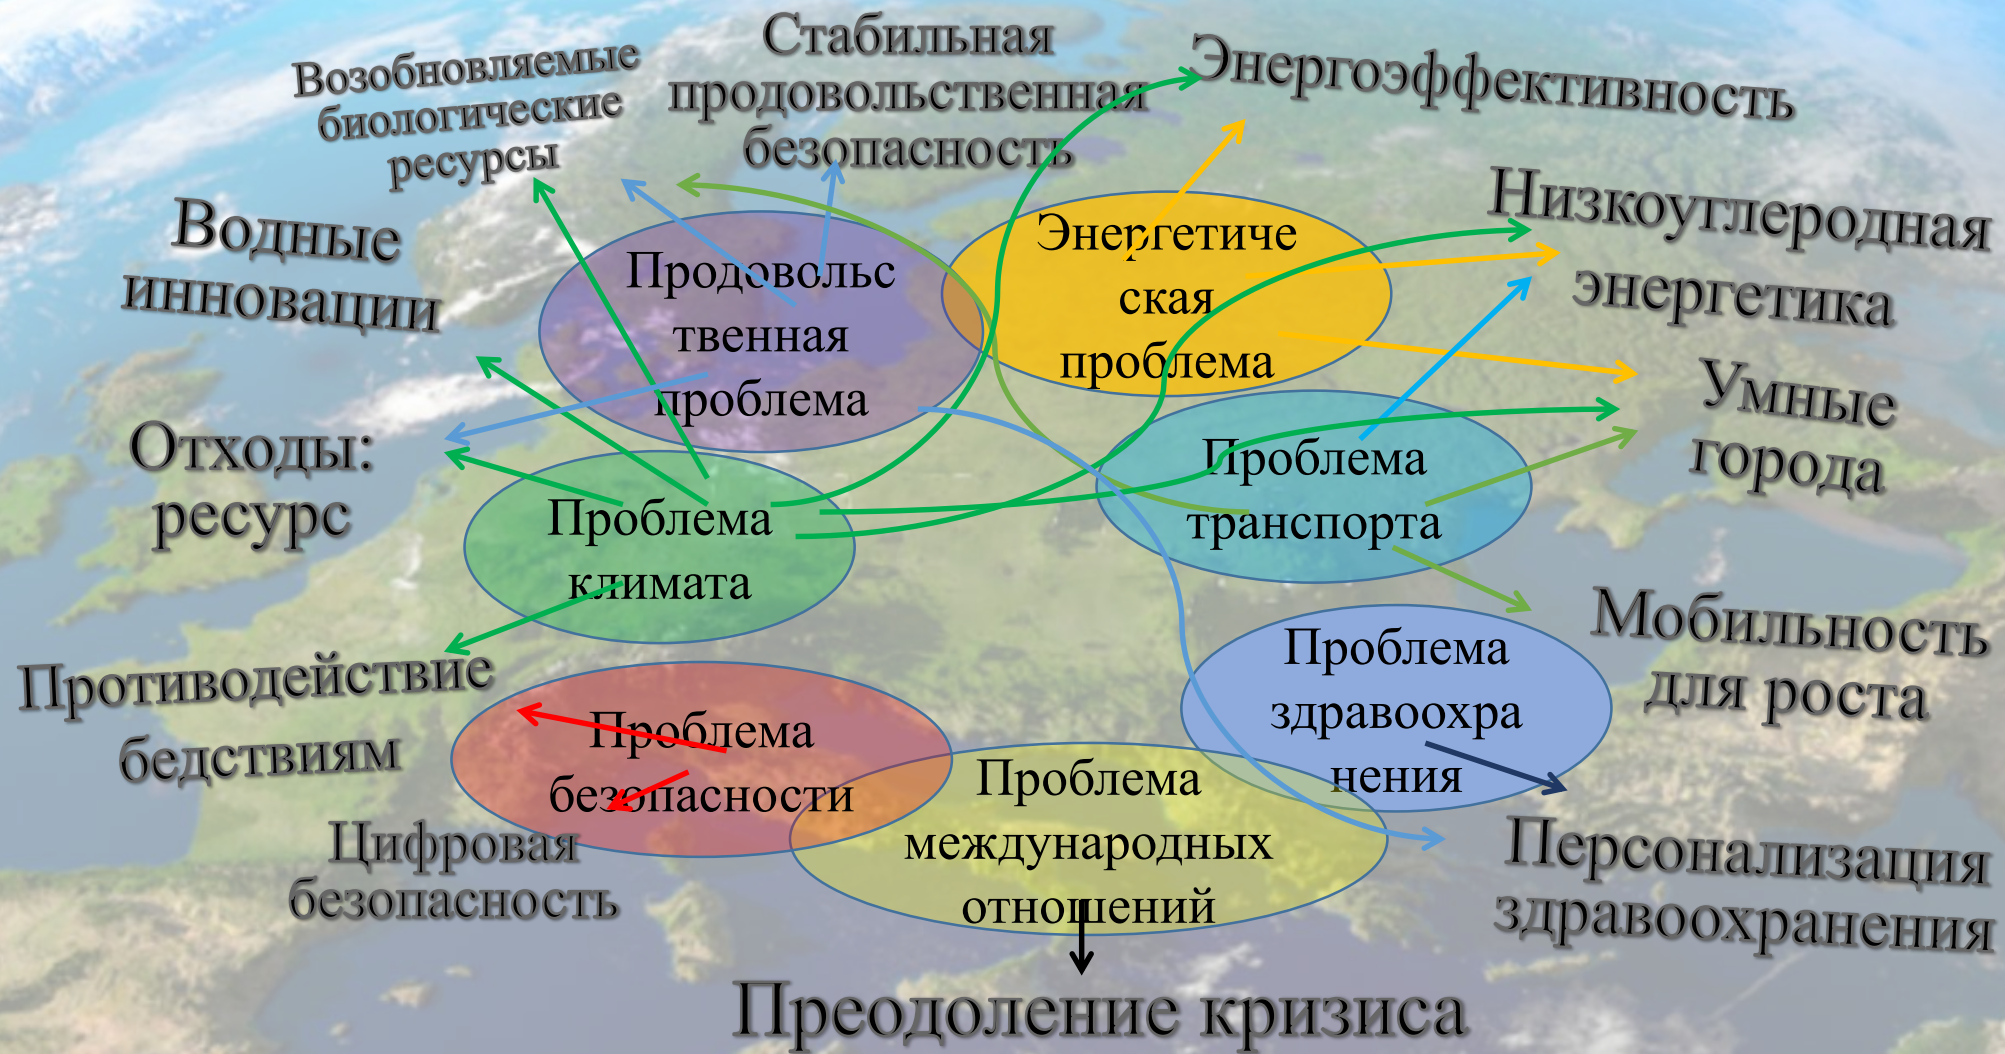 Возобновляемые
биологические
ресурсы
Стабильная
продовольственная
безопасность
Энергоэффективность
Водные
инновации
Низкоуглеродная
энергетика
Продовольс
твенная
проблема
Энергетиче
ская
проблема
Умные
города
Отходы:
ресурс
Проблема
климата
Проблема
транспорта
Мобильность
для роста
Противодействие
бедствиям
Проблема
безопасности
Проблема
здравоохра
нения
Проблема
международных
отношений
Цифровая
безопасность
Персонализация
здравоохранения
Преодоление кризиса